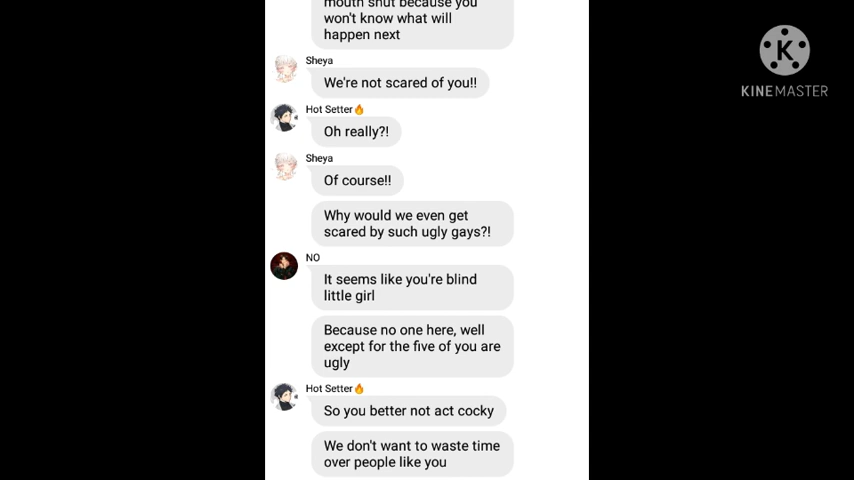 mouth shut because you
won't know what will
happen next
Sheya
We're not scared of you!!
Hot Setter🔥
Oh really?!
Sheya
Of course!!
Why would we even get
scared by such ugly gays?!
NO
It seems like you're blind
little girl
Because no one here, well
except for the five of you are
ugly
Hot Setter🔥
So you better not act cocky
We don't want to waste time
over people like you
K
KINEMASTER